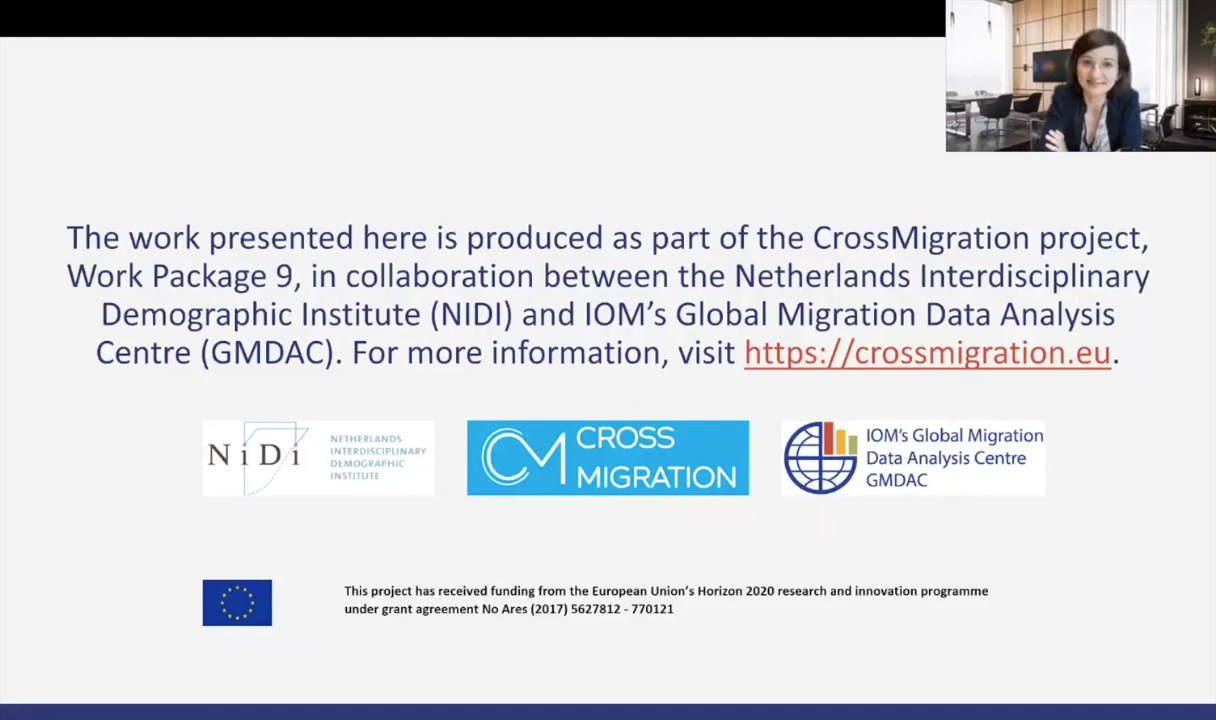 The work presented here is produced as part of the CrossMigration project,
Work Package 9, in collaboration between the Netherlands Interdisciplinary
Demographic Institute (NIDI) and IOM’s Global Migration Data Analysis
Centre (GMDAC). For more information, visit https://crossmigration.eu.
NiDi
NETHERLANDS
INTERDISCIPLINARY
DEMOGRAPHIC
INSTITUTE
CM
CROSS
MIGRATION
IOM's Global Migration
Data Analysis Centre
GMDAC
This project has received funding from the European Union’s Horizon 2020 research and innovation programme
under grant agreement No Ares (2017) 5627812 - 770121